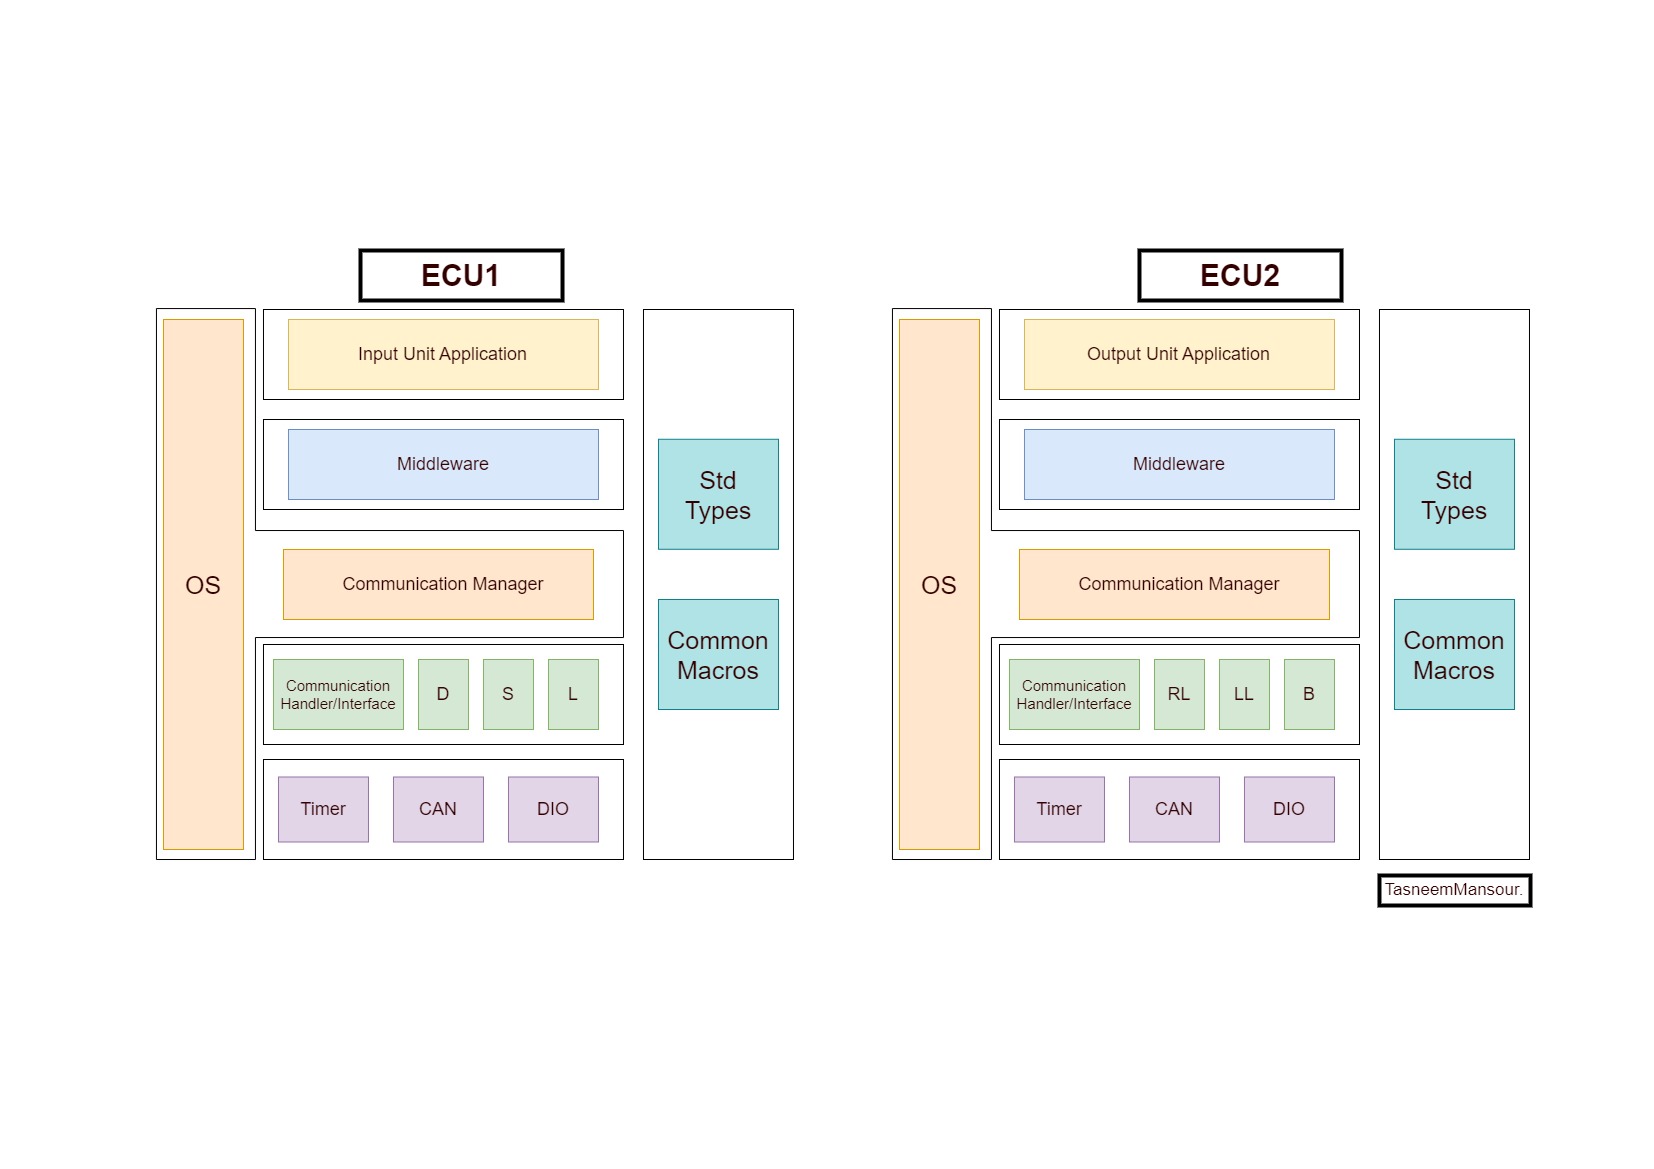 ECU1
OS
Input Unit Application
Middleware
Communication Manager
Communication
Handler/Interface
D
S
L
Timer
CAN
DIO
Std
Types
Common
Macros
ECU2
OS
Output Unit Application
Middleware
Communication Manager
Communication
Handler/Interface
RL
LL
B
Timer
CAN
DIO
Std
Types
Common
Macros
TasneemMansour.